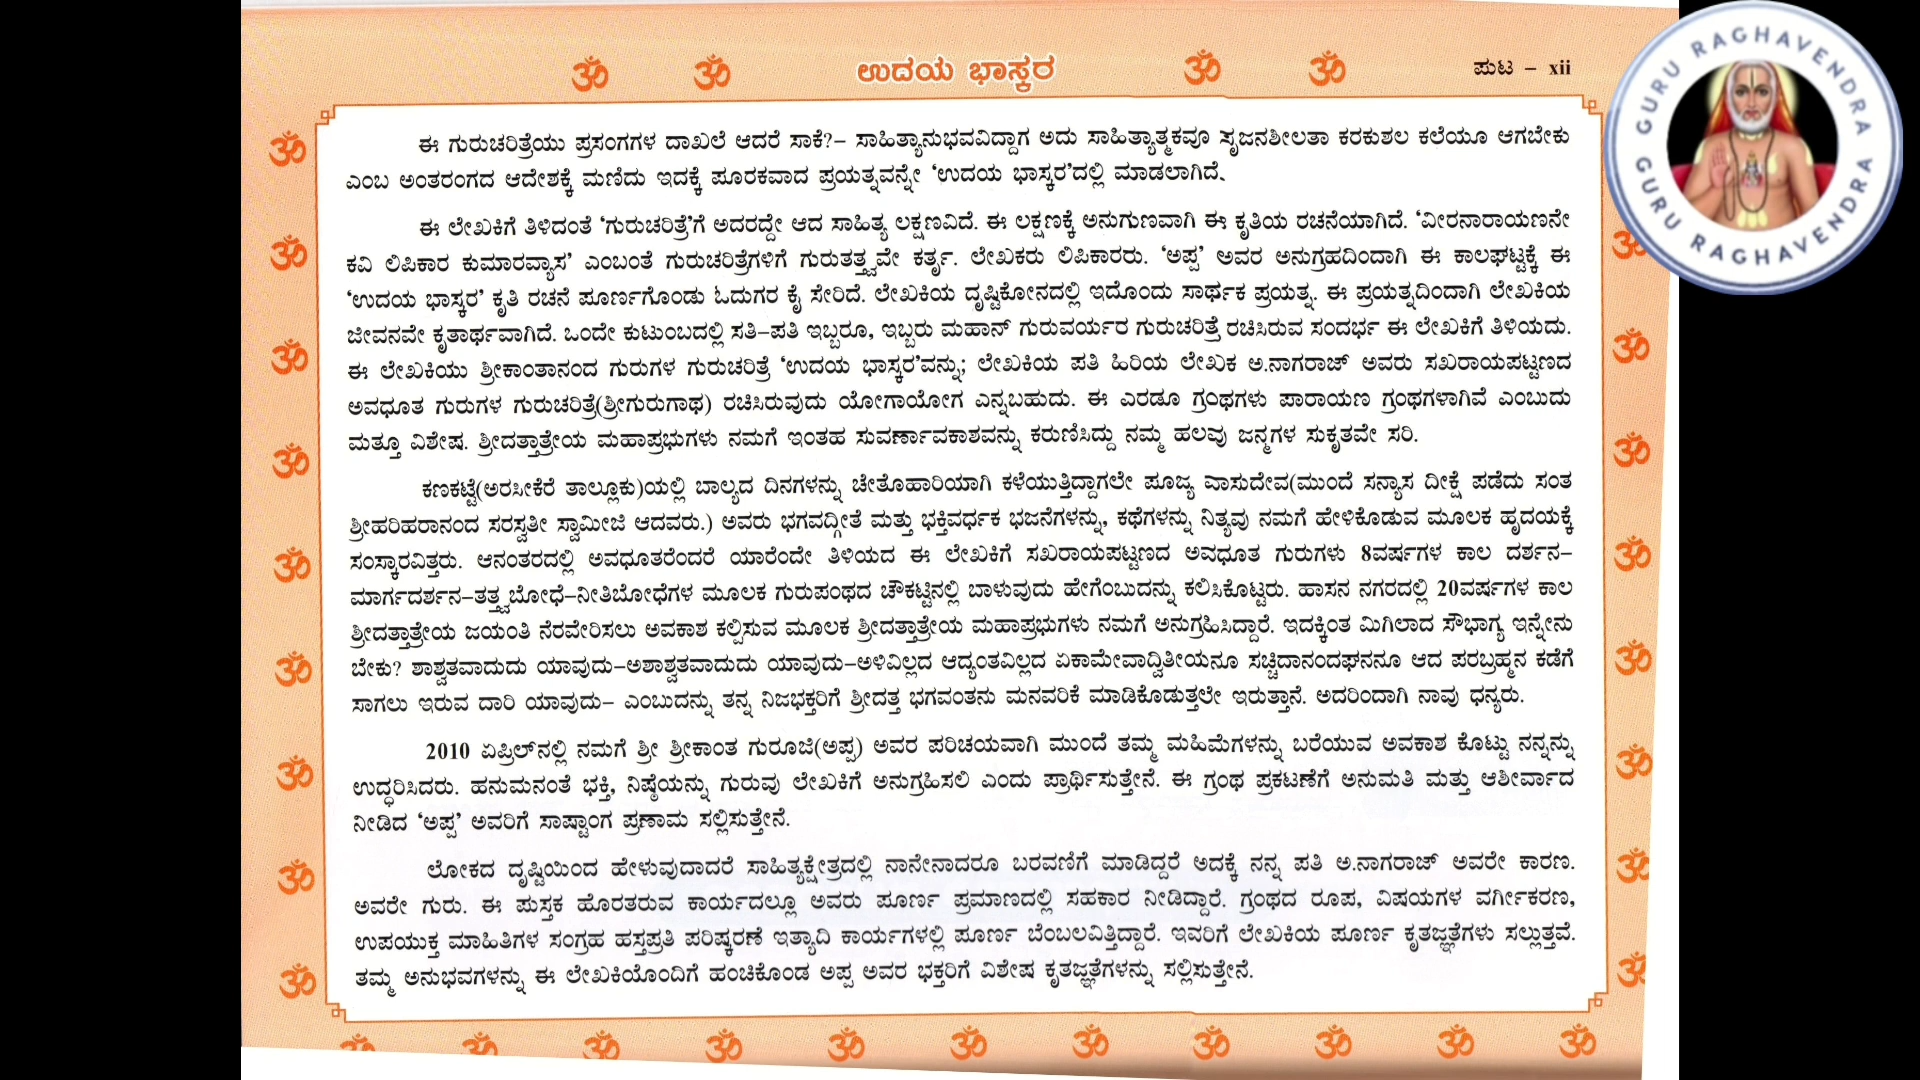 ಉದಯ ಭಾಸ್ಕರ
ಪುಟ – xii
GURU RAGHAVENDRA GURU RAGHAVENDRA
ಈ ಗುರುಚರಿತ್ರೆಯು ಪ್ರಸಂಗಗಳ ದಾಖಲೆ ಆದರೆ ಸಾಕೆ?– ಸಾಹಿತ್ಯಾನುಭವವಿದ್ದಾಗ ಅದು ಸಾಹಿತ್ಯಾತ್ಮಕವೂ ಸೃಜನಶೀಲತಾ ಕರಕುಶಲ ಕಲೆಯೂ ಆಗಬೇಕು
ಎಂಬ ಅಂತರಂಗದ ಆದೇಶಕ್ಕೆ ಮಣಿದು ಇದಕ್ಕೆ ಪೂರಕವಾದ ಪ್ರಯತ್ನವನ್ನೇ ‘ಉದಯ ಭಾಸ್ಕರ’ದಲ್ಲಿ ಮಾಡಲಾಗಿದೆ.
ಈ ಲೇಖಕಿಗೆ ತಿಳಿದಂತೆ ‘ಗುರುಚರಿತ್ರೆ’ಗೆ ಅದರದ್ದೇ ಆದ ಸಾಹಿತ್ಯ ಲಕ್ಷಣವಿದೆ. ಈ ಲಕ್ಷಣಕ್ಕೆ ಅನುಗುಣವಾಗಿ ಈ ಕೃತಿಯ ರಚನೆಯಾಗಿದೆ. ‘ವೀರನಾರಾಯಣನೇ
ಕವಿ ಲಿಪಿಕಾರ ಕುಮಾರವ್ಯಾಸ’ ಎಂಬಂತೆ ಗುರುಚರಿತ್ರೆಗಳಿಗೆ ಗುರುತತ್ತ್ವವೇ ಕರ್ತೃ. ಲೇಖಕರು ಲಿಪಿಕಾರರು. ‘ಅಪ್ಪ’ ಅವರ ಅನುಗ್ರಹದಿಂದಾಗಿ ಈ ಕಾಲಘಟ್ಟಕ್ಕೆ ಈ
‘ಉದಯ ಭಾಸ್ಕರ’ ಕೃತಿ ರಚನೆ ಪೂರ್ಣಗೊಂಡು ಓದುಗರ ಕೈ ಸೇರಿದೆ. ಲೇಖಕಿಯ ದೃಷ್ಟಿಕೋನದಲ್ಲಿ ಇದೊಂದು ಸಾರ್ಥಕ ಪ್ರಯತ್ನ. ಈ ಪ್ರಯತ್ನದಿಂದಾಗಿ ಲೇಖಕಿಯ
ಜೀವನವೇ ಕೃತಾರ್ಥವಾಗಿದೆ. ಒಂದೇ ಕುಟುಂಬದಲ್ಲಿ ಸತಿ–ಪತಿ ಇಬ್ಬರೂ, ಇಬ್ಬರು ಮಹಾನ್ ಗುರುವರ್ಯರ ಗುರುಚರಿತ್ರೆ ರಚಿಸಿರುವ ಸಂದರ್ಭ ಈ ಲೇಖಕಿಗೆ ತಿಳಿಯದು.
ಈ ಲೇಖಕಿಯು ಶ್ರೀಕಾಂತಾನಂದ ಗುರುಗಳ ಗುರುಚರಿತ್ರೆ ‘ಉದಯ ಭಾಸ್ಕರ’ವನ್ನು; ಲೇಖಕಿಯ ಪತಿ ಹಿರಿಯ ಲೇಖಕ ಅ.ನಾಗರಾಜ್ ಅವರು ಸಖರಾಯಪಟ್ಟಣದ
ಅವಧೂತ ಗುರುಗಳ ಗುರುಚರಿತ್ರೆ(ಶ್ರೀಗುರುಗಾಥ) ರಚಿಸಿರುವುದು ಯೋಗಾಯೋಗ ಎನ್ನಬಹುದು. ಈ ಎರಡೂ ಗ್ರಂಥಗಳು ಪಾರಾಯಣ ಗ್ರಂಥಗಳಾಗಿವೆ ಎಂಬುದು
ಮತ್ತೂ ವಿಶೇಷ. ಶ್ರೀದತ್ತಾತ್ರೇಯ ಮಹಾಪ್ರಭುಗಳು ನಮಗೆ ಇಂತಹ ಸುವರ್ಣಾವಕಾಶವನ್ನು ಕರುಣಿಸಿದ್ದು ನಮ್ಮ ಹಲವು ಜನ್ಮಗಳ ಸುಕೃತವೇ ಸರಿ.
ಕಣಕಟ್ಟೆ(ಅರಸೀಕೆರೆ ತಾಲ್ಲೂಕು)ಯಲ್ಲಿ ಬಾಲ್ಯದ ದಿನಗಳನ್ನು ಚೇತೊಹಾರಿಯಾಗಿ ಕಳೆಯುತ್ತಿದ್ದಾಗಲೇ ಪೂಜ್ಯ ವಾಸುದೇವ(ಮುಂದೆ ಸನ್ಯಾಸ ದೀಕ್ಷೆ ಪಡೆದು ಸಂತ
ಶ್ರೀಹರಿಹರಾನಂದ ಸರಸ್ವತೀ ಸ್ವಾಮೀಜಿ ಆದವರು.) ಅವರು ಭಗವದ್ಗೀತೆ ಮತ್ತು ಭಕ್ತಿವರ್ಧಕ ಭಜನೆಗಳನ್ನು, ಕಥೆಗಳನ್ನು ನಿತ್ಯವು ನಮಗೆ ಹೇಳಿಕೊಡುವ ಮೂಲಕ ಹೃದಯಕ್ಕೆ
ಸಂಸ್ಕಾರವಿತ್ತರು. ಆನಂತರದಲ್ಲಿ ಅವಧೂತರೆಂದರೆ ಯಾರೆಂದೇ ತಿಳಿಯದ ಈ ಲೇಖಕಿಗೆ ಸಖರಾಯಪಟ್ಟಣದ ಅವಧೂತ ಗುರುಗಳು 8ವರ್ಷಗಳ ಕಾಲ ದರ್ಶನ–
ಮಾರ್ಗದರ್ಶನ–ತತ್ತ್ವಬೋಧೆ–ನೀತಿಬೋಧೆಗಳ ಮೂಲಕ ಗುರುಪಂಥದ ಚೌಕಟ್ಟಿನಲ್ಲಿ ಬಾಳುವುದು ಹೇಗೆಂಬುದನ್ನು ಕಲಿಸಿಕೊಟ್ಟರು. ಹಾಸನ ನಗರದಲ್ಲಿ 20ವರ್ಷಗಳ ಕಾಲ
ಶ್ರೀದತ್ತಾತ್ರೇಯ ಜಯಂತಿ ನೆರವೇರಿಸಲು ಅವಕಾಶ ಕಲ್ಪಿಸುವ ಮೂಲಕ ಶ್ರೀದತ್ತಾತ್ರೇಯ ಮಹಾಪ್ರಭುಗಳು ನಮಗೆ ಅನುಗ್ರಹಿಸಿದ್ದಾರೆ. ಇದಕ್ಕಿಂತ ಮಿಗಿಲಾದ ಸೌಭಾಗ್ಯ ಇನ್ನೇನು
ಬೇಕು? ಶಾಶ್ವತವಾದುದು ಯಾವುದು–ಅಶಾಶ್ವತವಾದುದು ಯಾವುದು–ಅಳಿವಿಲ್ಲದ ಆದ್ಯಂತವಿಲ್ಲದ ಏಕಾಮೇವಾದ್ವಿತೀಯನೂ ಸಚ್ಚಿದಾನಂದಘನನೂ ಆದ ಪರಬ್ರಹ್ಮನ ಕಡೆಗೆ
ಸಾಗಲು ಇರುವ ದಾರಿ ಯಾವುದು– ಎಂಬುದನ್ನು ತನ್ನ ನಿಜಭಕ್ತರಿಗೆ ಶ್ರೀದತ್ತ ಭಗವಂತನು ಮನವರಿಕೆ ಮಾಡಿಕೊಡುತ್ತಲೇ ಇರುತ್ತಾನೆ. ಅದರಿಂದಾಗಿ ನಾವು ಧನ್ಯರು.
2010 ಏಪ್ರಿಲ್‌ನಲ್ಲಿ ನಮಗೆ ಶ್ರೀ ಶ್ರೀಕಾಂತ ಗುರೂಜಿ(ಅಪ್ಪ) ಅವರ ಪರಿಚಯವಾಗಿ ಮುಂದೆ ತಮ್ಮ ಮಹಿಮೆಗಳನ್ನು ಬರೆಯುವ ಅವಕಾಶ ಕೊಟ್ಟು ನನ್ನನ್ನು
ಉದ್ಧರಿಸಿದರು. ಹನುಮನಂತೆ ಭಕ್ತಿ, ನಿಷ್ಠೆಯನ್ನು ಗುರುವು ಲೇಖಕಿಗೆ ಅನುಗ್ರಹಿಸಲಿ ಎಂದು ಪ್ರಾರ್ಥಿಸುತ್ತೇನೆ. ಈ ಗ್ರಂಥ ಪ್ರಕಟಣೆಗೆ ಅನುಮತಿ ಮತ್ತು ಆಶೀರ್ವಾದ
ನೀಡಿದ ‘ಅಪ್ಪ’ ಅವರಿಗೆ ಸಾಷ್ಟಾಂಗ ಪ್ರಣಾಮ ಸಲ್ಲಿಸುತ್ತೇನೆ.
ಲೋಕದ ದೃಷ್ಟಿಯಿಂದ ಹೇಳುವುದಾದರೆ ಸಾಹಿತ್ಯಕ್ಷೇತ್ರದಲ್ಲಿ ನಾನೇನಾದರೂ ಬರವಣಿಗೆ ಮಾಡಿದ್ದರೆ ಅದಕ್ಕೆ ನನ್ನ ಪತಿ ಅ.ನಾಗರಾಜ್ ಅವರೇ ಕಾರಣ.
ಅವರೇ ಗುರು. ಈ ಪುಸ್ತಕ ಹೊರತರುವ ಕಾರ್ಯದಲ್ಲೂ ಅವರು ಪೂರ್ಣ ಪ್ರಮಾಣದಲ್ಲಿ ಸಹಕಾರ ನೀಡಿದ್ದಾರೆ. ಗ್ರಂಥದ ರೂಪ, ವಿಷಯಗಳ ವರ್ಗೀಕರಣ,
ಉಪಯುಕ್ತ ಮಾಹಿತಿಗಳ ಸಂಗ್ರಹ ಹಸ್ತಪ್ರತಿ ಪರಿಷ್ಕರಣೆ ಇತ್ಯಾದಿ ಕಾರ್ಯಗಳಲ್ಲಿ ಪೂರ್ಣ ಬೆಂಬಲವಿತ್ತಿದ್ದಾರೆ. ಇವರಿಗೆ ಲೇಖಕಿಯ ಪೂರ್ಣ ಕೃತಜ್ಞತೆಗಳು ಸಲ್ಲುತ್ತವೆ.
ತಮ್ಮ ಅನುಭವಗಳನ್ನು ಈ ಲೇಖಕಿಯೊಂದಿಗೆ ಹಂಚಿಕೊಂಡ ಅಪ್ಪ ಅವರ ಭಕ್ತರಿಗೆ ವಿಶೇಷ ಕೃತಜ್ಞತೆಗಳನ್ನು ಸಲ್ಲಿಸುತ್ತೇನೆ.